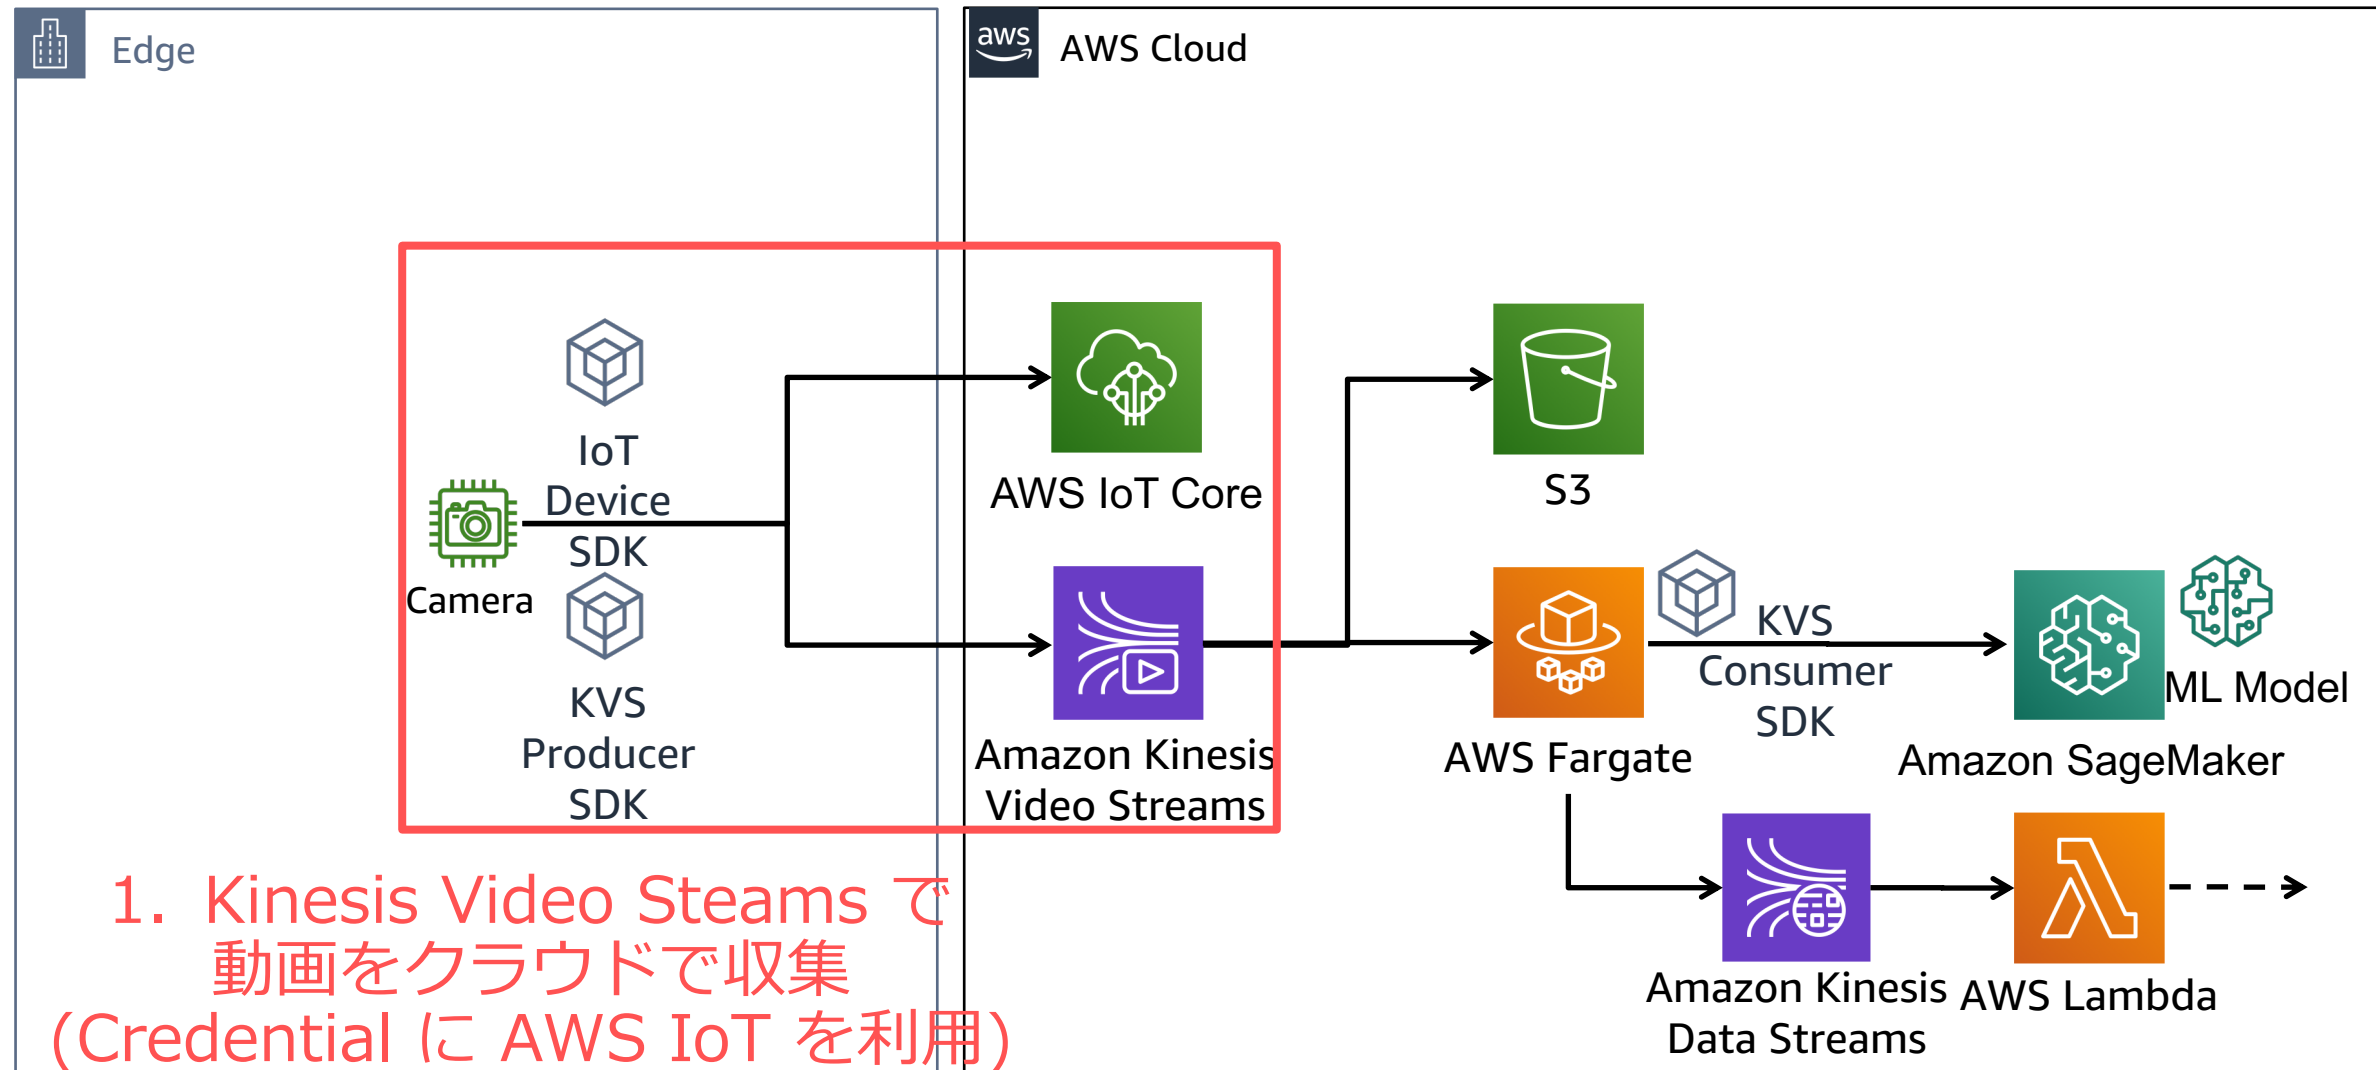 Edge
aws
AWS Cloud
IoT
Device
SDK
Camera
KVS
Producer
SDK
AWS IoT Core
Amazon Kinesis
Video Streams
S3
AWS Fargate
KVS
Consumer
SDK
ML Model
Amazon SageMaker
Amazon Kinesis
Data Streams
AWS Lambda
1. Kinesis Video Steams で
動画をクラウドで収集
(Credential に AWS IoT を利用)